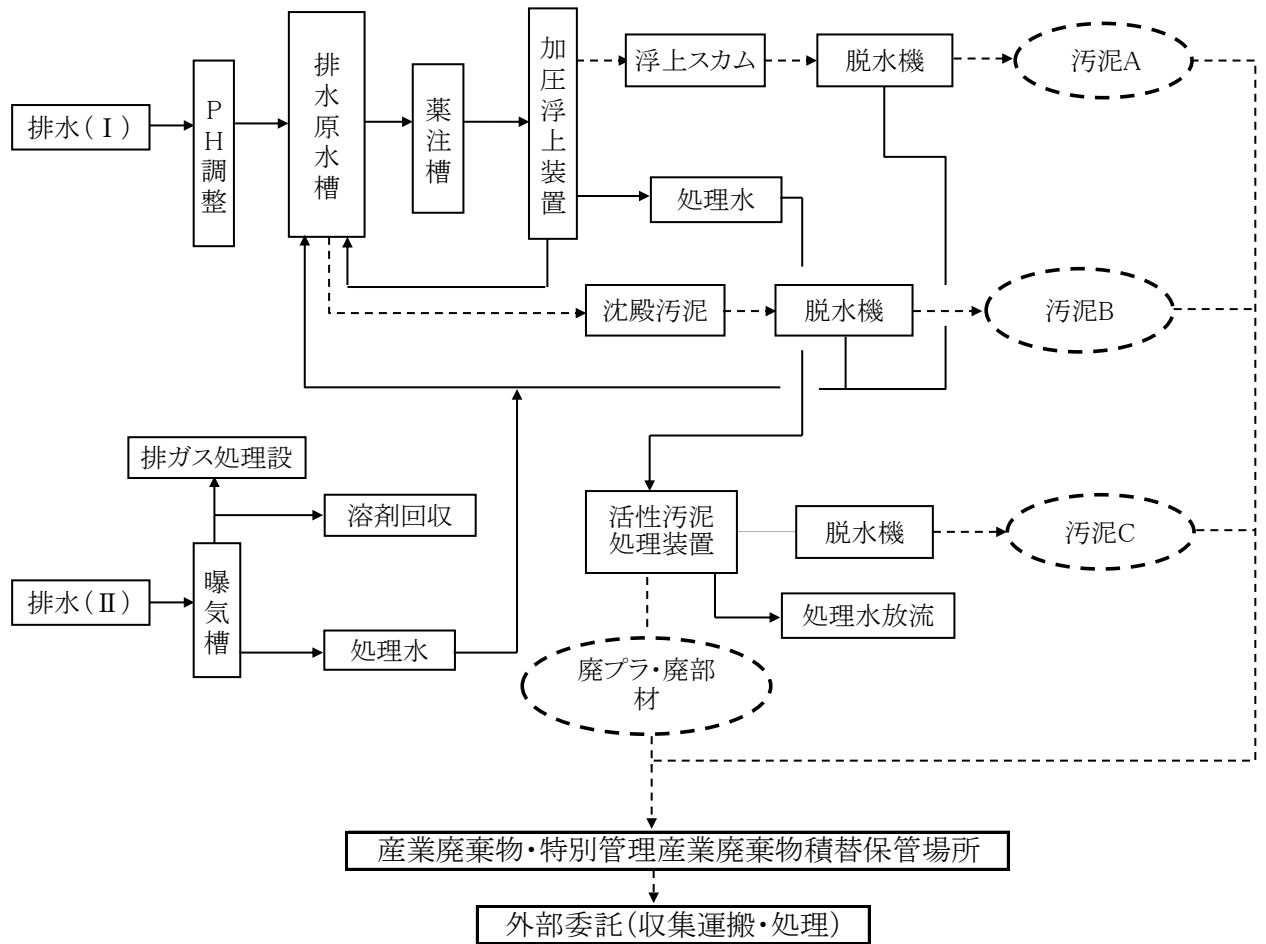 加圧浮上装置
浮上スカム
脱水機
汚泥A
排水原水槽
PH調整
薬注槽
排水(Ⅰ)
処理水
沈殿汚泥
脱水機
汚泥B
排ガス処理設
溶剤回収
活性汚泥
処理装置
脱水機
汚泥C
曝気槽
排水(Ⅱ)
処理水放流
処理水
廃プラ・廃部
材
産業廃棄物・特別管理産業廃棄物積替保管場所
外部委託(収集運搬・処理)